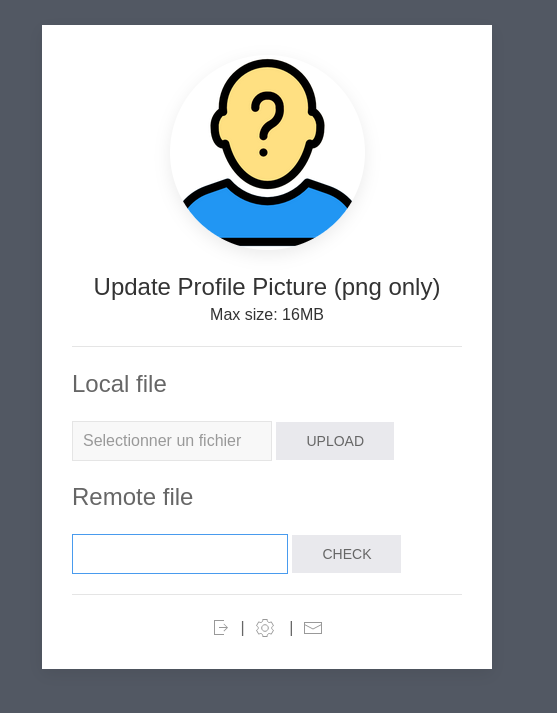 ?
Update Profile Picture (png only)
Max size: 16MB
Local file
Selectionner un fichier UPLOAD
Remote file
CHECK
| |